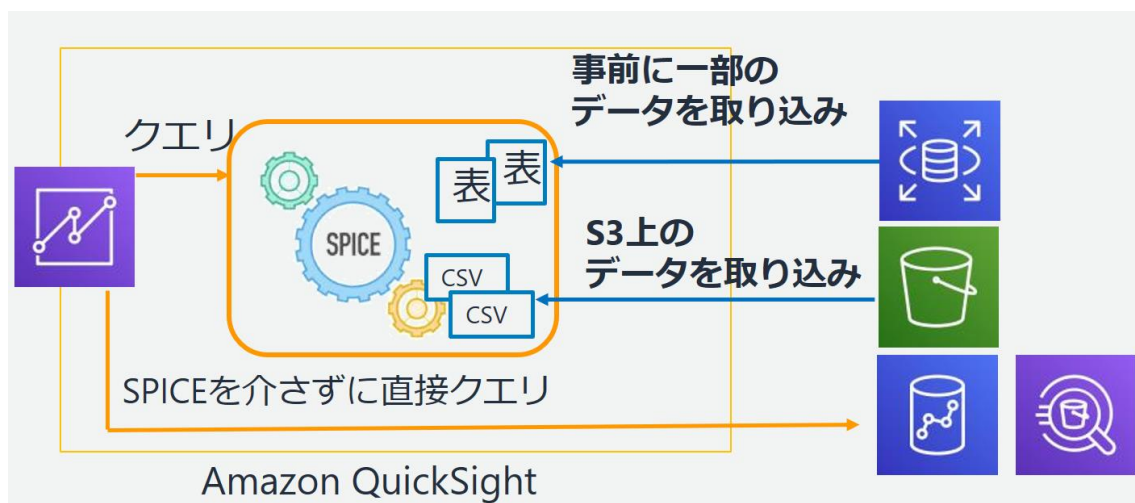 事前に一部の
データを取り込み
クエリ
表
表
SPICE
S3上の
データを取り込み
CSV
CSV
SPICEを介さずに直接クエリ
Amazon QuickSight